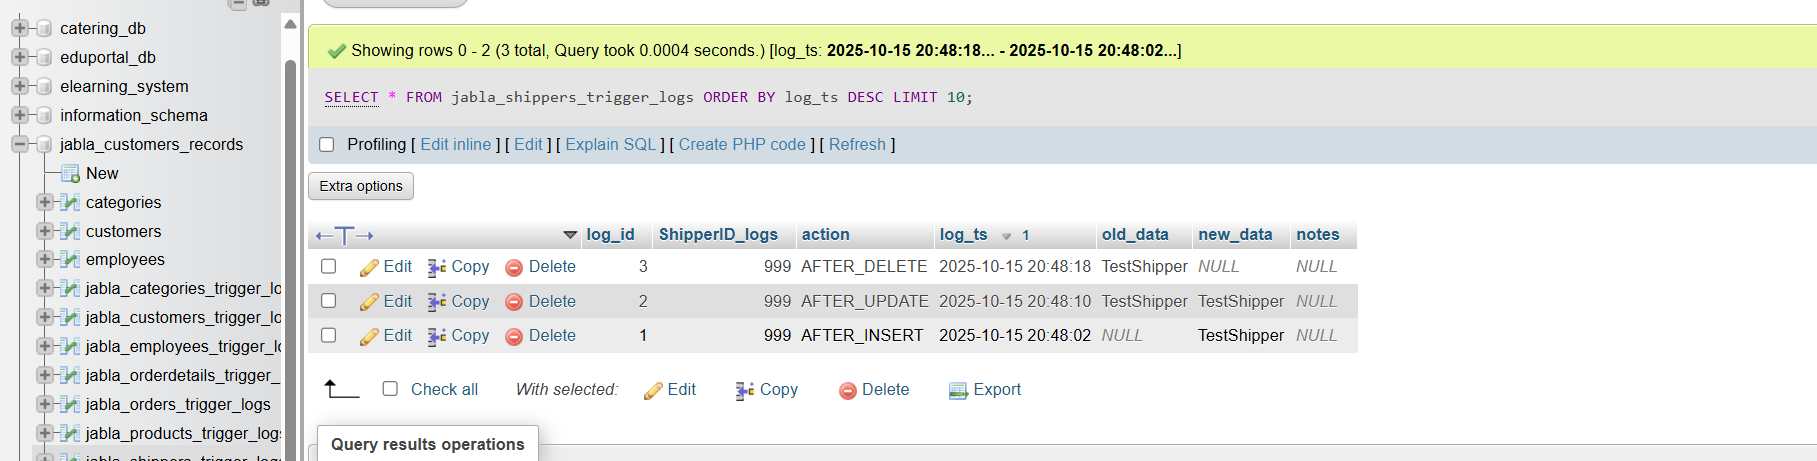 catering_db
eduportal_db
elearning_system
information_schema
jabla_customers_records
New
categories
customers
employees
jabla_categories_trigger_lo
jabla_customers_trigger_lo
jabla_employees_trigger_l
jabla_orderdetails_trigger_
jabla_orders_trigger_logs
jabla_products_trigger_logs
jabla_shippers_trigger_log
Showing rows 0 - 2 (3 total, Query took 0.0004 seconds.) [log_ts: 2025-10-15 20:48:18... - 2025-10-15 20:48:02...]
SELECT * FROM jabla_shippers_trigger_logs ORDER BY log_ts DESC LIMIT 10;
Profiling [ Edit inline ] [ Edit ] [ Explain SQL ] [ Create PHP code ] [ Refresh ]
Extra options
log_id ShipperID_logs action log_ts 1 old_data new_data notes
Edit Copy Delete 3 999 AFTER_DELETE 2025-10-15 20:48:18 TestShipper NULL NULL
Edit Copy Delete 2 999 AFTER_UPDATE 2025-10-15 20:48:10 TestShipper TestShipper NULL
Edit Copy Delete 1 999 AFTER_INSERT 2025-10-15 20:48:02 NULL TestShipper NULL
Check all With selected: Edit Copy Delete Export
Query results operations